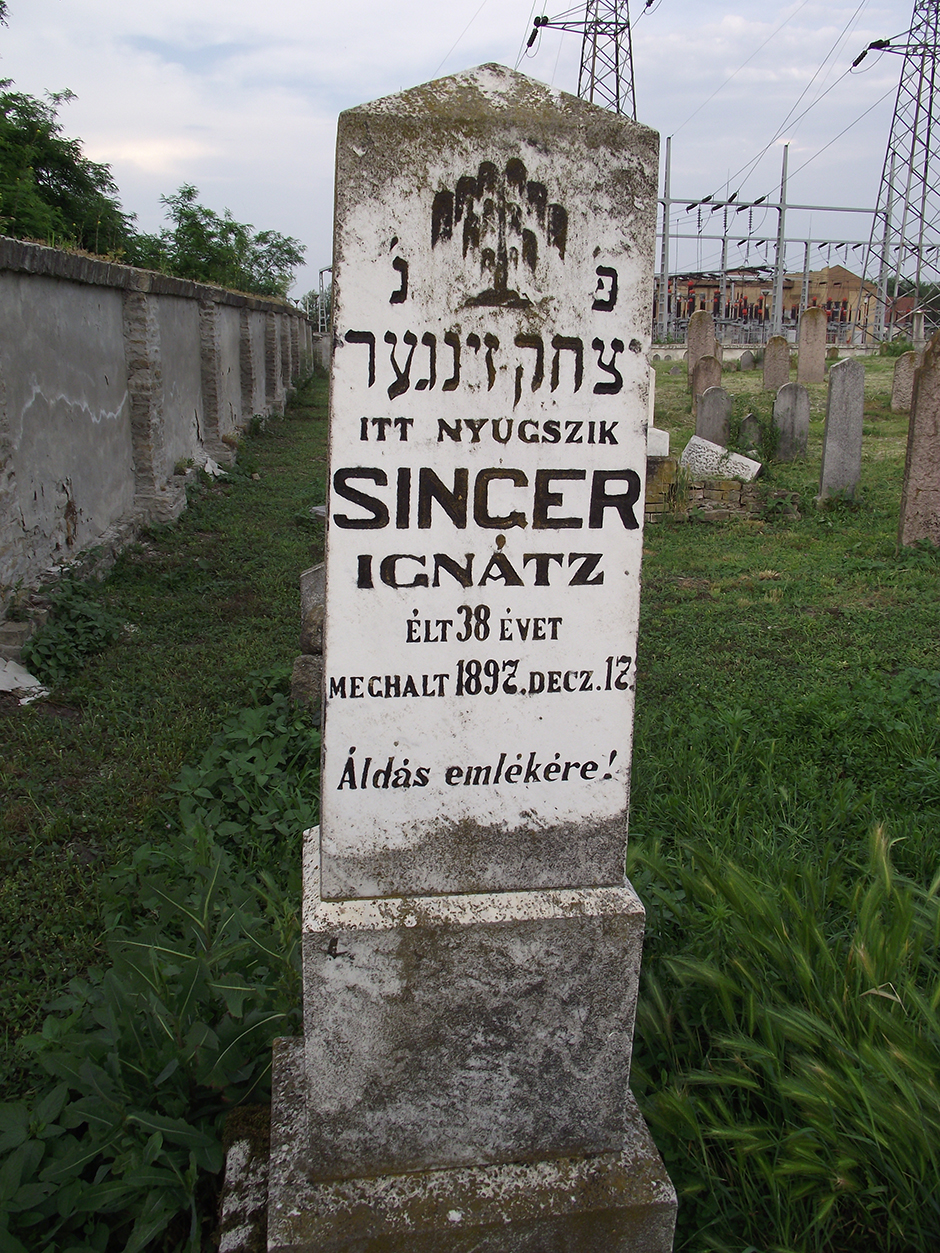 פ׳ נ׳
יצחק זינגער
ITT NYUGSZIK
SINGER
IGNÁTZ
ÉLT 38 ÉVET
MEGHALT 1897. DECZ. 17.
Áldás emlékére!